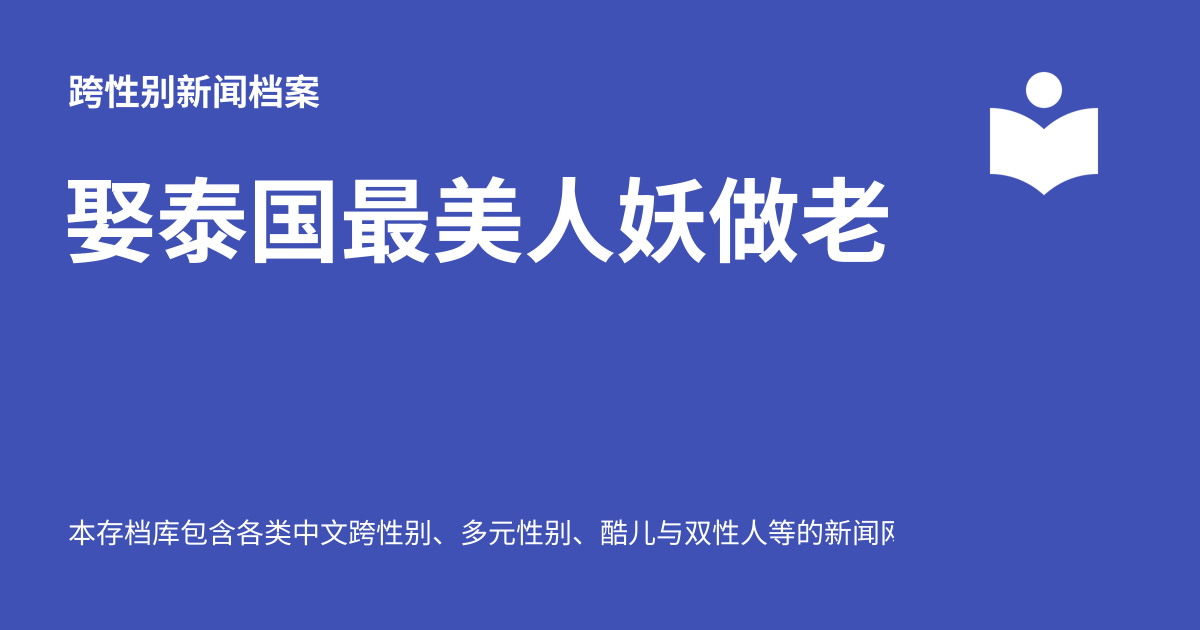 跨性别新闻档案
娶泰国最美人妖做老
本存档库包含各类中文跨性别、多元性别、酷儿与双性人等的新闻网